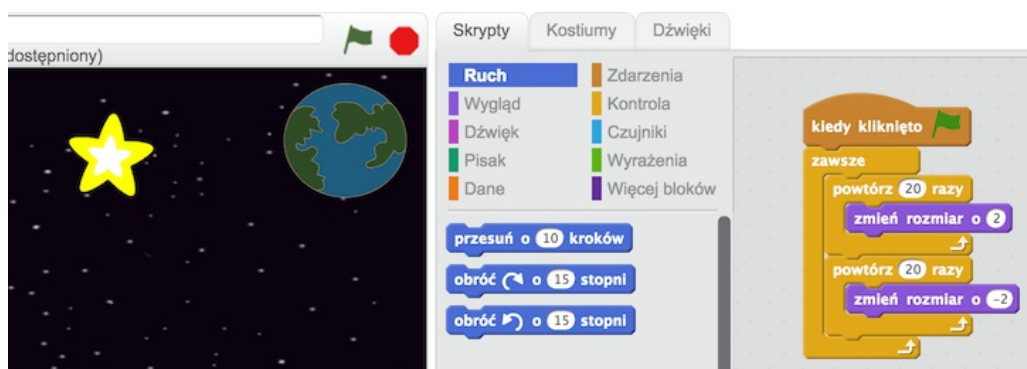 dostępniony)
Skrypty
Kostiumy
Dźwięki
Ruch
Wygląd
Dźwięk
Pisak
Dane
Zdarzenia
Kontrola
Czujniki
Wyrażenia
Więcej bloków
przesuń o 10 kroków
obróć o 15 stopni
obróć o 15 stopni
kiedy kliknięto
zawsze
powtórz 20 razy
zmień rozmiar o 2
powtórz 20 razy
zmień rozmiar o -2